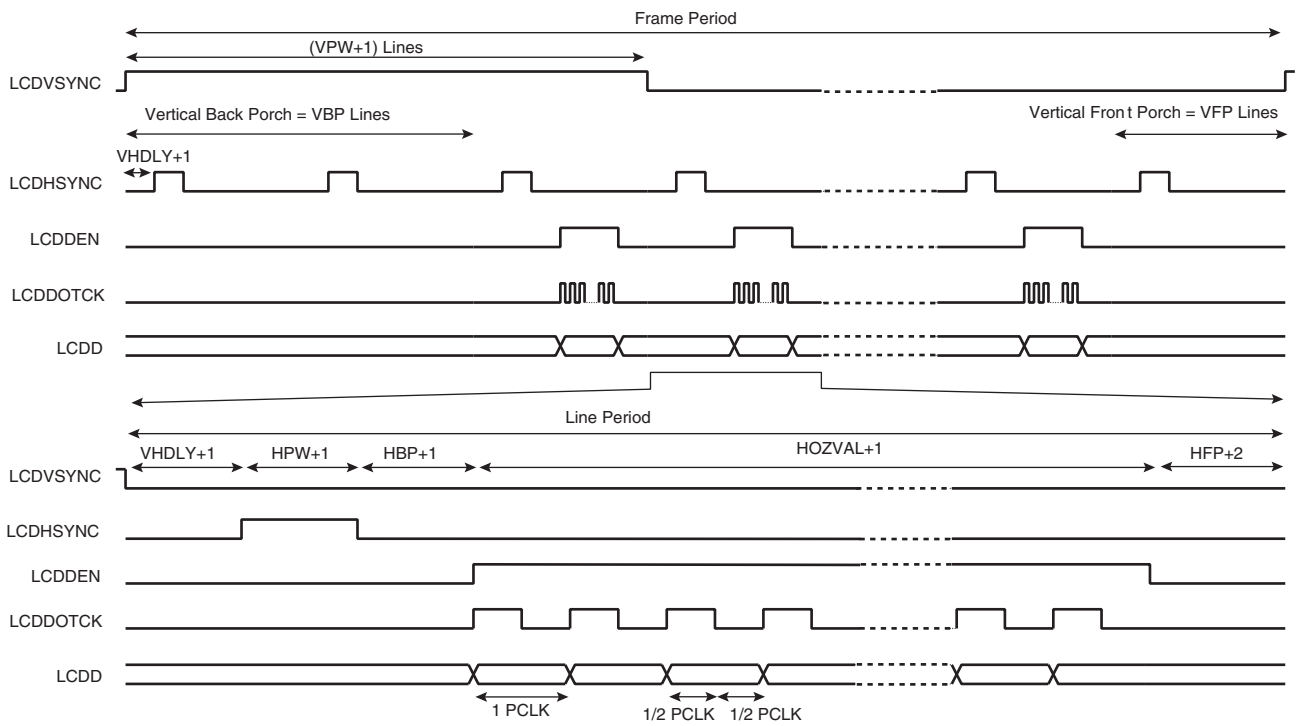 Frame Period
(VPW+1) Lines
LCDVSYNC
Vertical Back Porch = VBP Lines
Vertical Front Porch = VFP Lines
VHDLY+1
LCDHSYNC
LCDDEN
LCDDOTCK
LCDD
Line Period
VHDLY+1
HPW+1
HBP+1
HOZVAL+1
HFP+2
LCDVSYNC
LCDHSYNC
LCDDEN
LCDDOTCK
LCDD
1 PCLK
1/2 PCLK
1/2 PCLK